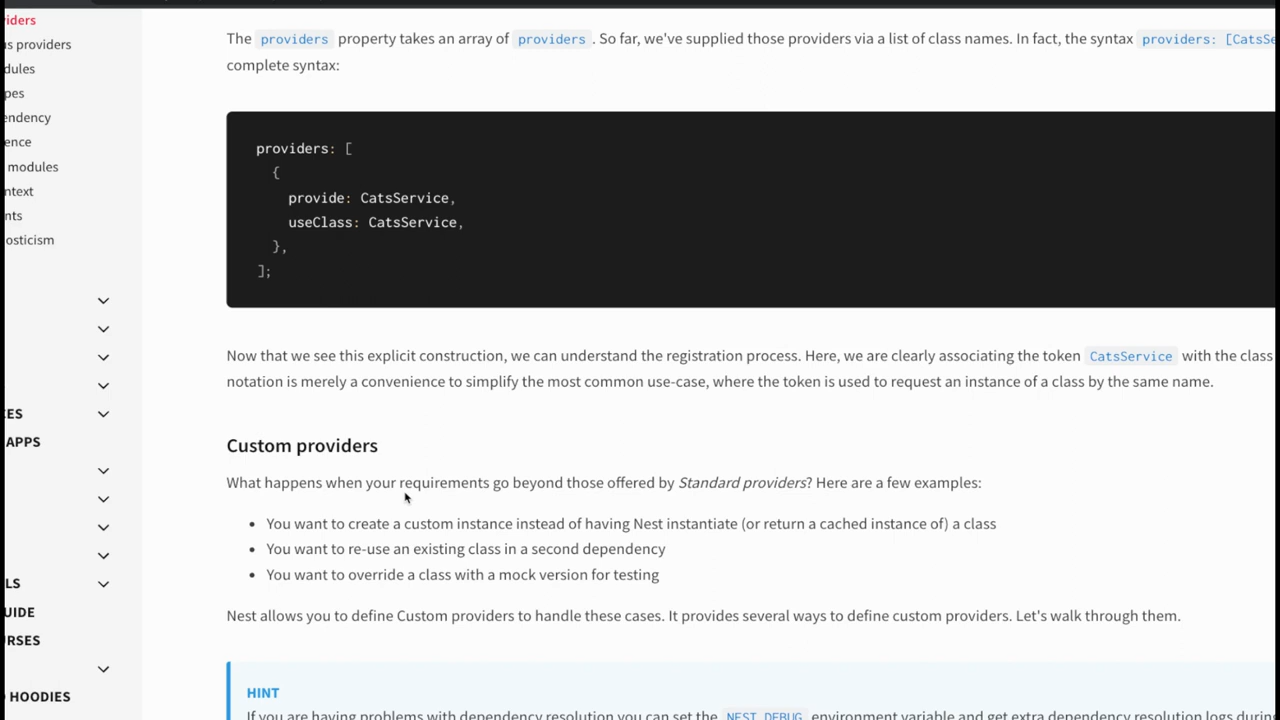 viders
The providers property takes an array of providers. So far, we've supplied those providers via a list of class names. In fact, the syntax providers: [CatsSe
s providers
complete syntax:
dules
pes
endency
ence
modules
ntext
nts
osticism
providers: [
{
provide: CatsService,
useClass: CatsService,
},
];
Now that we see this explicit construction, we can understand the registration process. Here, we are clearly associating the token CatsService with the class
notation is merely a convenience to simplify the most common use-case, where the token is used to request an instance of a class by the same name.
CES
APPS
LS
UIDE
RSES
HOODIES
Custom providers
What happens when your requirements go beyond those offered by Standard providers? Here are a few examples:
• You want to create a custom instance instead of having Nest instantiate (or return a cached instance of) a class
• You want to re-use an existing class in a second dependency
• You want to override a class with a mock version for testing
Nest allows you to define Custom providers to handle these cases. It provides several ways to define custom providers. Let's walk through them.
HINT
If you are having problems with dependency resolution you can set the NEST_DEBUG environment variable and get extra dependency resolution logs durin